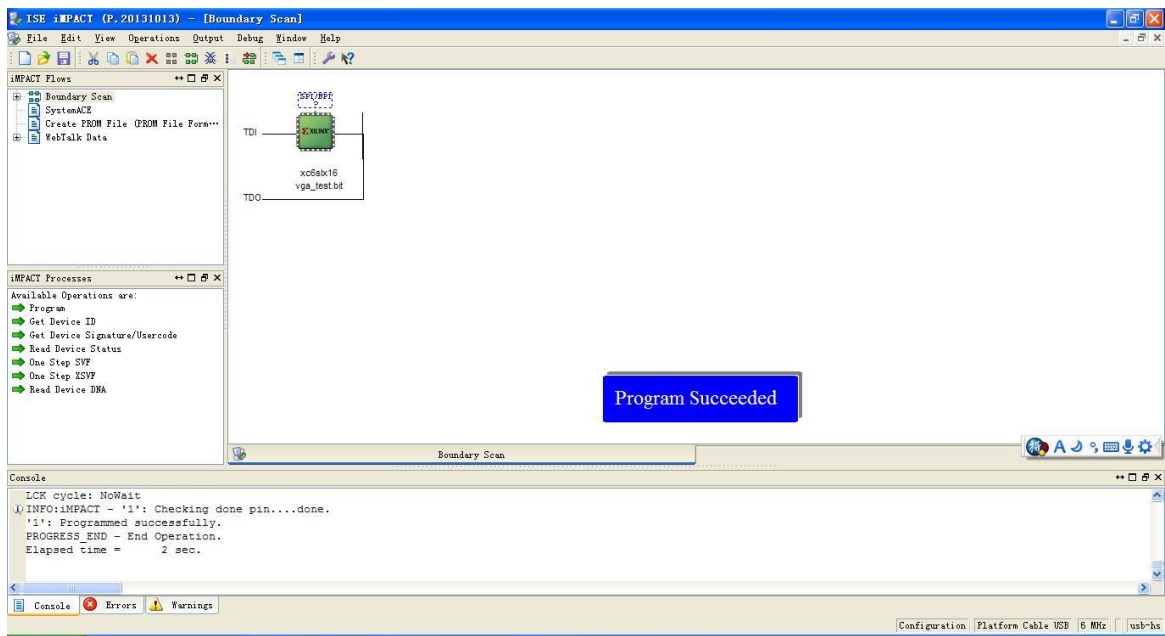 ISE iMPACT (P.20131013) - [Boundary Scan]
File Edit View Operations Output Debug Window Help
iMPACT Flows
Boundary Scan
SystemACE
Create PROM File (PROM File Form...
WebTalk Data
SPI/BPI
?
TDI
XILINX
xc6slx16
vga_test.bit
TDO
iMPACT Processes
Available Operations are:
Program
Get Device ID
Get Device Signature/Usercode
Read Device Status
One Step SVF
One Step XSVF
Read Device DNA
Program Succeeded
Boundary Scan
Console
LCK cycle: NoWait
INFO:iMPACT - '1': Checking done pin....done.
'1': Programmed successfully.
PROGRESS_END - End Operation.
Elapsed time =      2 sec.
Console Errors Warnings
Configuration Platform Cable USB 6 MHz usb-hs